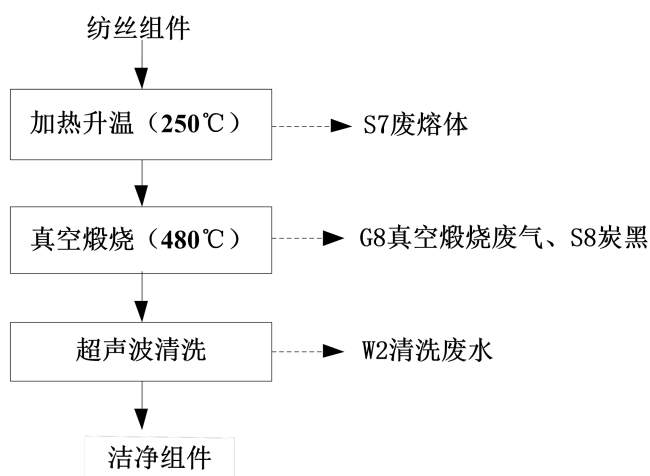 纺丝组件
加热升温（250℃）
S7废熔体
真空煅烧（480℃）
G8真空煅烧废气、S8炭黑
超声波清洗
W2清洗废水
洁净组件